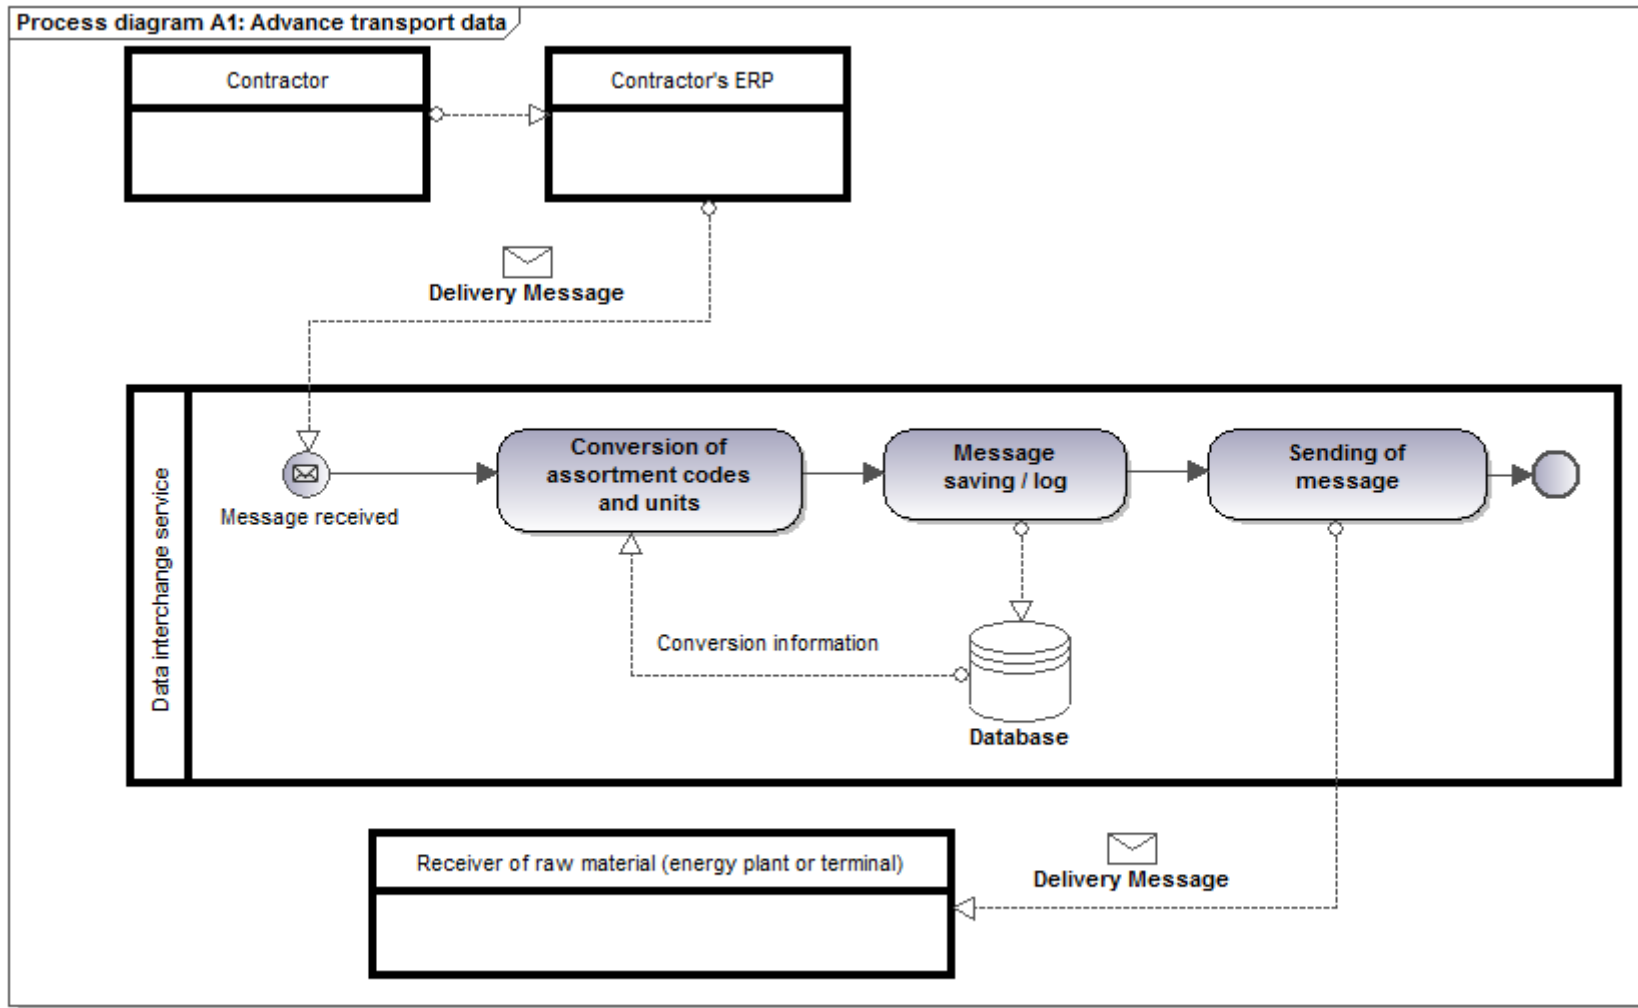 Process diagram A1: Advance transport data
Contractor
Contractor's ERP
Delivery Message
Data interchange service
Message received
Conversion of
assortment codes
and units
Message
saving / log
Sending of
message
Conversion information
Database
Receiver of raw material (energy plant or terminal)
Delivery Message